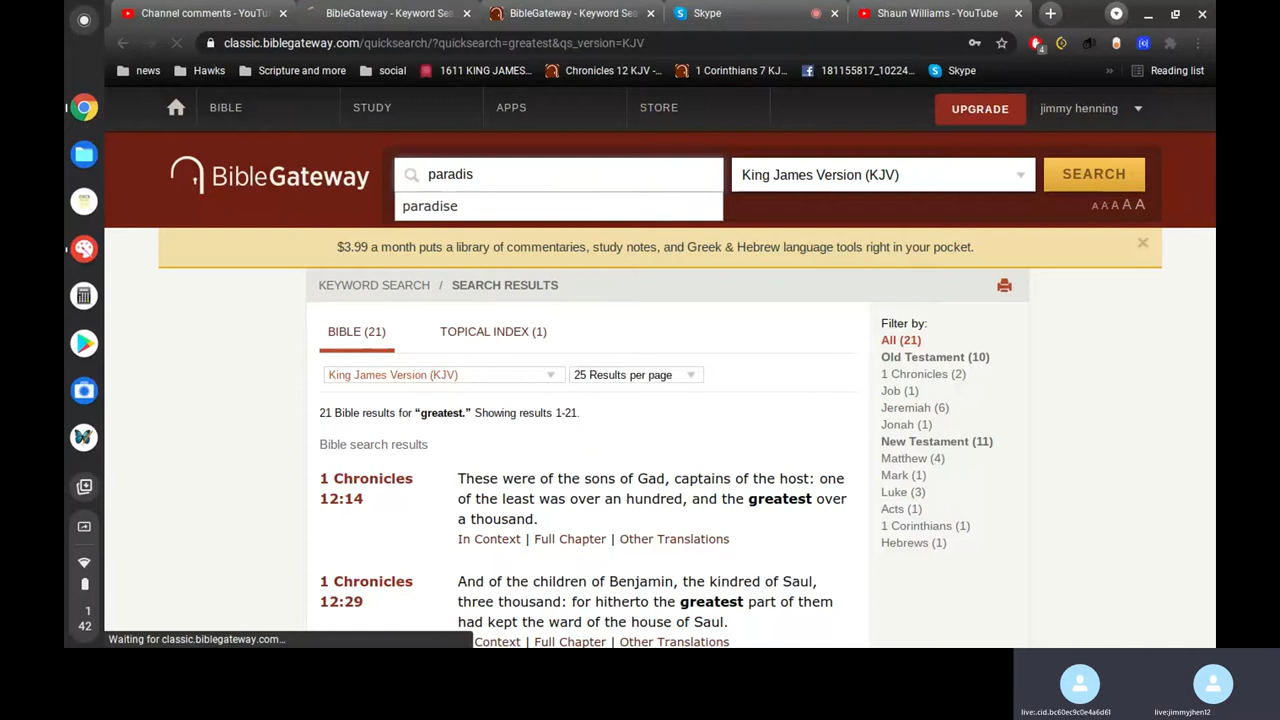 Channel comments - YouTu
BibleGateway - Keyword Sea
BibleGateway - Keyword Sea
Skype
Shaun Williams - YouTube
classic.biblegateway.com/quicksearch/?quicksearch=greatest&qs_version=KJV
4
news
Hawks
Scripture and more
social
1611 KING JAMES...
Chronicles 12 KJV -...
1 Corinthians 7 KJ...
181155817_10224...
Skype
»
Reading list
BIBLE
STUDY
APPS
STORE
UPGRADE
jimmy henning
BibleGateway
paradis
King James Version (KJV)
SEARCH
paradise
A A A A A
$3.99 a month puts a library of commentaries, study notes, and Greek & Hebrew language tools right in your pocket.
KEYWORD SEARCH / SEARCH RESULTS
BIBLE (21)
TOPICAL INDEX (1)
King James Version (KJV)
25 Results per page
21 Bible results for “greatest.” Showing results 1-21.
Bible search results
1 Chronicles
12:14
These were of the sons of Gad, captains of the host: one
of the least was over an hundred, and the greatest over
a thousand.
In Context | Full Chapter | Other Translations
1 Chronicles
12:29
And of the children of Benjamin, the kindred of Saul,
three thousand: for hitherto the greatest part of them
had kept the ward of the house of Saul.
Context | Full Chapter | Other Translations
Filter by:
All (21)
Old Testament (10)
1 Chronicles (2)
Job (1)
Jeremiah (6)
Jonah (1)
New Testament (11)
Matthew (4)
Mark (1)
Luke (3)
Acts (1)
1 Corinthians (1)
Hebrews (1)
1
42
Waiting for classic.biblegateway.com...
live:.cid.bc60ec9c0e4a6d61
live:jimmyjhen12